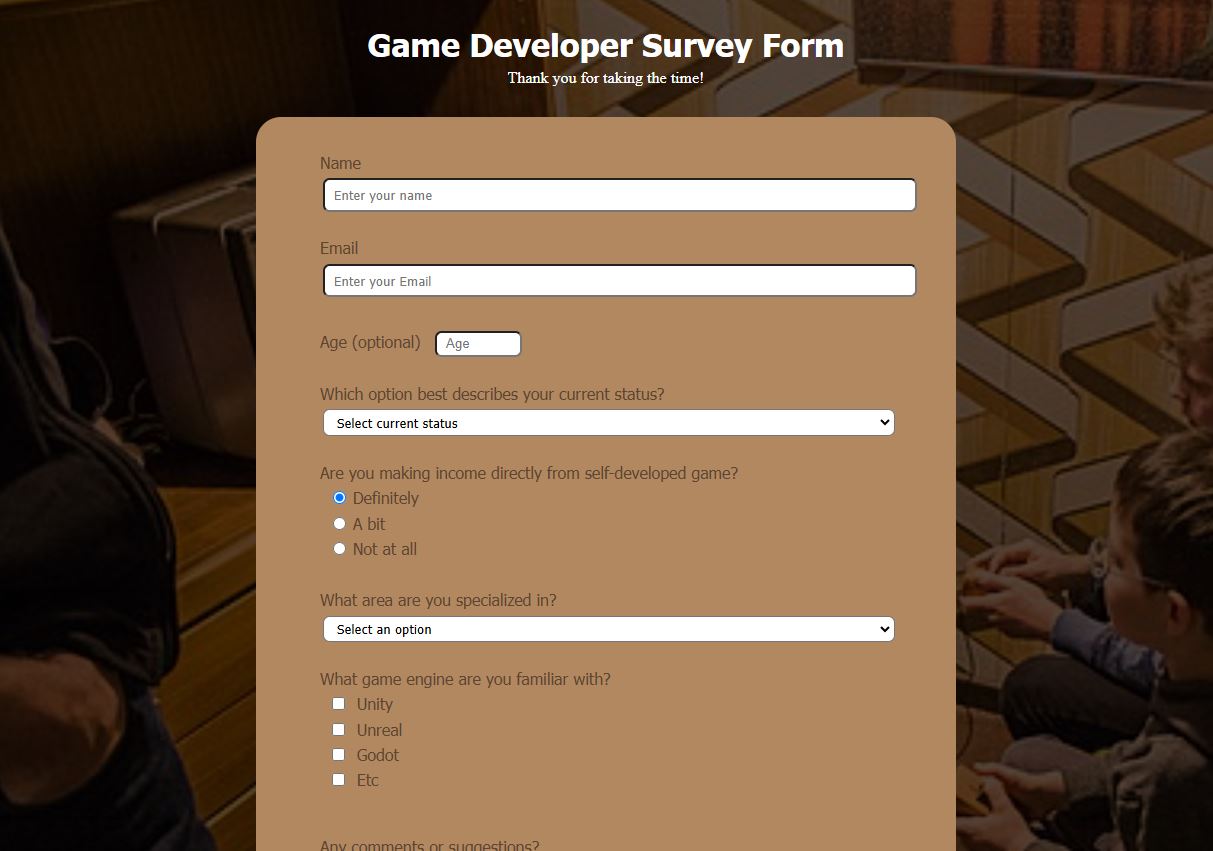 Game Developer Survey Form
Thank you for taking the time!
Name
Enter your name
Email
Enter your Email
Age (optional) Age
Which option best describes your current status?
Select current status
Are you making income directly from self-developed game?
Definitely
A bit
Not at all
What area are you specialized in?
Select an option
What game engine are you familiar with?
Unity
Unreal
Godot
Etc
Any comments or suggestions?